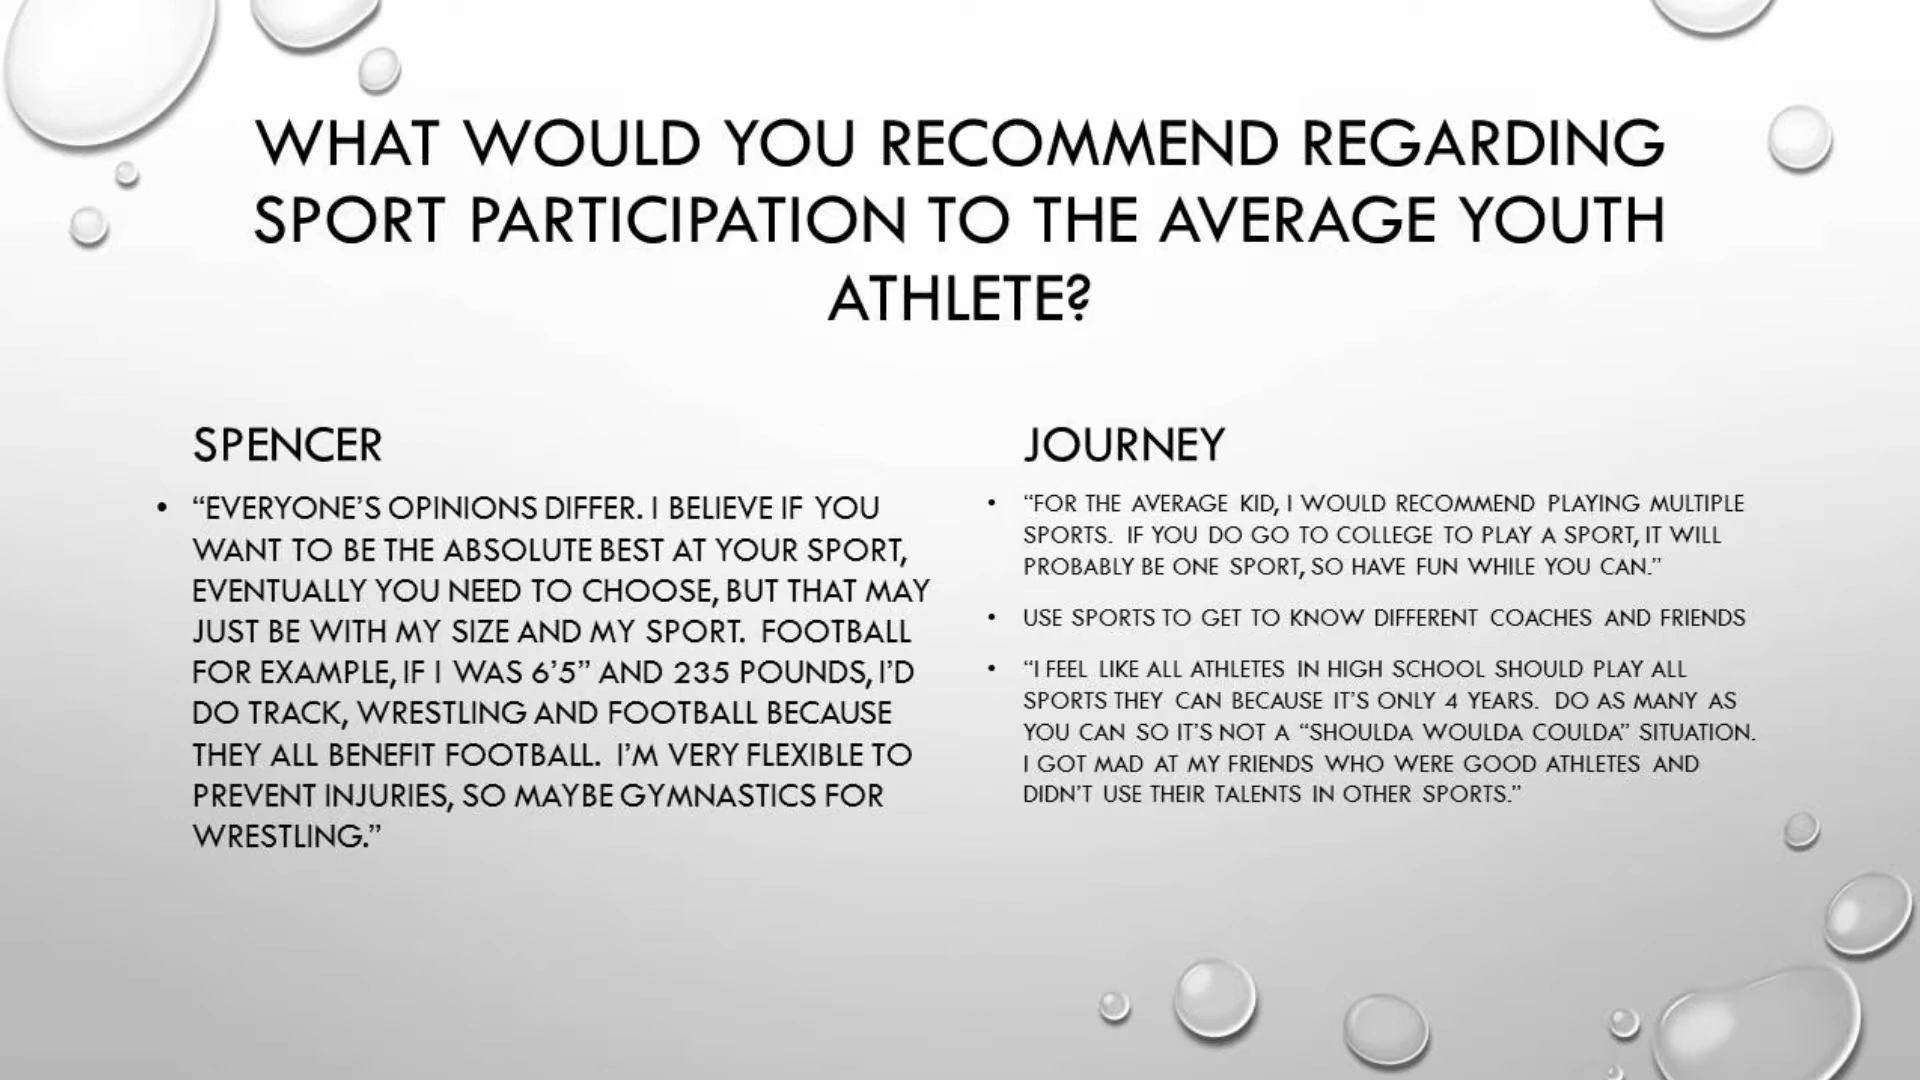 WHAT WOULD YOU RECOMMEND REGARDING
SPORT PARTICIPATION TO THE AVERAGE YOUTH
ATHLETE?
SPENCER
• “EVERYONE’S OPINIONS DIFFER. I BELIEVE IF YOU
WANT TO BE THE ABSOLUTE BEST AT YOUR SPORT,
EVENTUALLY YOU NEED TO CHOOSE, BUT THAT MAY
JUST BE WITH MY SIZE AND MY SPORT. FOOTBALL
FOR EXAMPLE, IF I WAS 6’5” AND 235 POUNDS, I’D
DO TRACK, WRESTLING AND FOOTBALL BECAUSE
THEY ALL BENEFIT FOOTBALL. I’M VERY FLEXIBLE TO
PREVENT INJURIES, SO MAYBE GYMNASTICS FOR
WRESTLING.”
JOURNEY
• “FOR THE AVERAGE KID, I WOULD RECOMMEND PLAYING MULTIPLE
SPORTS. IF YOU DO GO TO COLLEGE TO PLAY A SPORT, IT WILL
PROBABLY BE ONE SPORT, SO HAVE FUN WHILE YOU CAN.”
• USE SPORTS TO GET TO KNOW DIFFERENT COACHES AND FRIENDS
• “I FEEL LIKE ALL ATHLETES IN HIGH SCHOOL SHOULD PLAY ALL
SPORTS THEY CAN BECAUSE IT’S ONLY 4 YEARS. DO AS MANY AS
YOU CAN SO IT’S NOT A “SHOULDA WOULDA COULDA” SITUATION.
I GOT MAD AT MY FRIENDS WHO WERE GOOD ATHLETES AND
DIDN’T USE THEIR TALENTS IN OTHER SPORTS.”